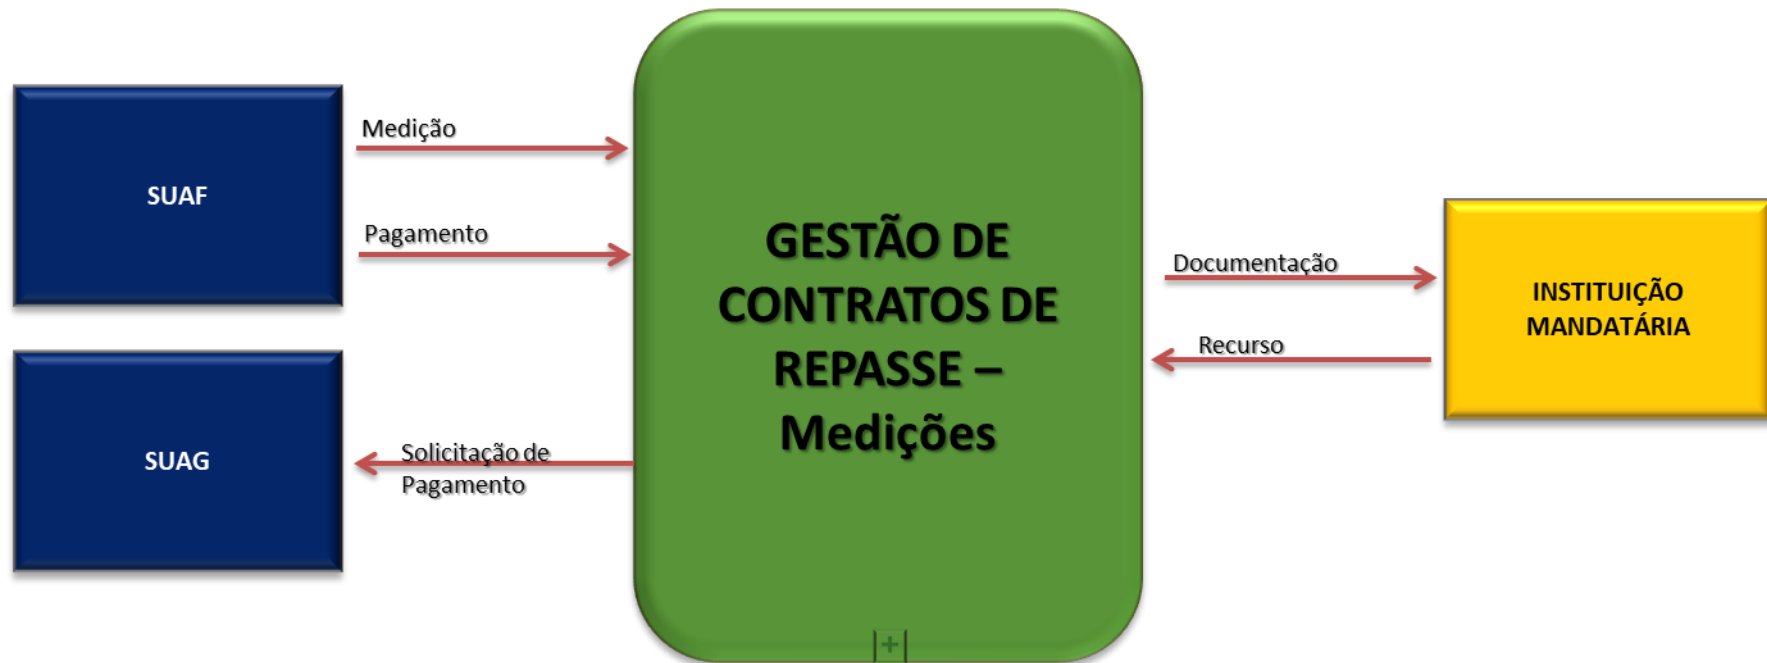 SUAF
Medição
Pagamento
SUAG
Solicitação de
Pagamento
GESTÃO DE
CONTRATOS DE
REPASSE –
Medições
Documentação
Recurso
INSTITUIÇÃO
MANDATÁRIA